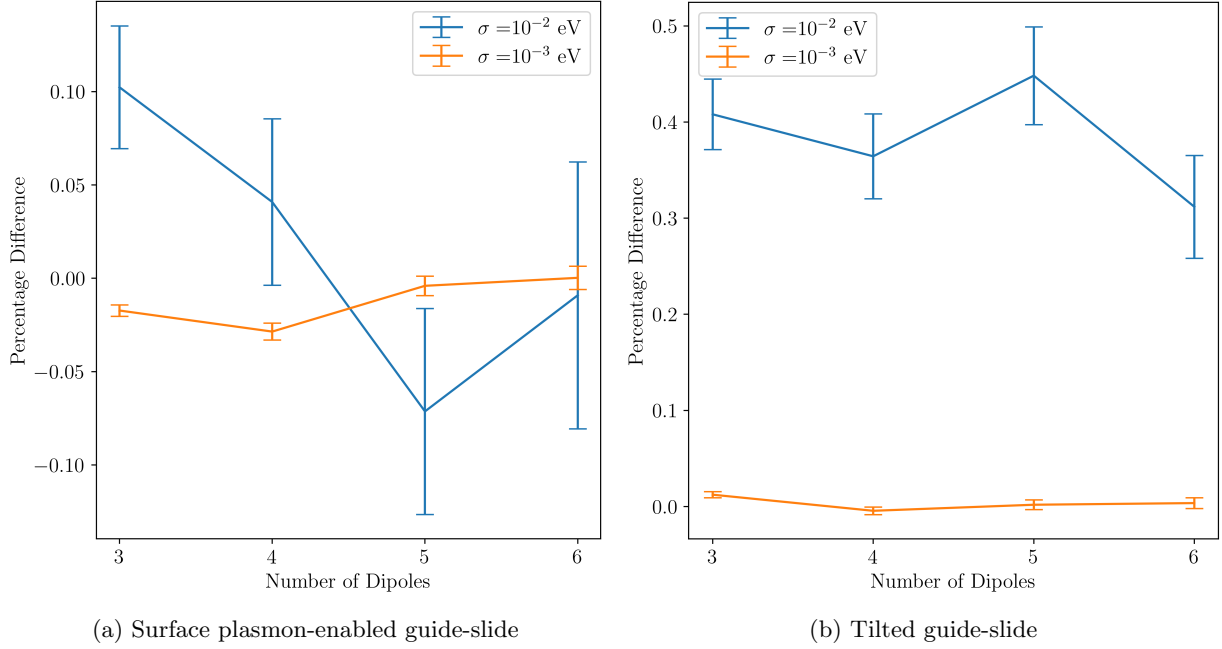 σ =10⁻² eV
σ =10⁻³ eV
0.10
0.05
0.00
−0.05
−0.10
Percentage Difference
3 4 5 6
Number of Dipoles
(a) Surface plasmon-enabled guide-slide
σ =10⁻² eV
σ =10⁻³ eV
0.5
0.4
0.3
0.2
0.1
0.0
Percentage Difference
3 4 5 6
Number of Dipoles
(b) Tilted guide-slide